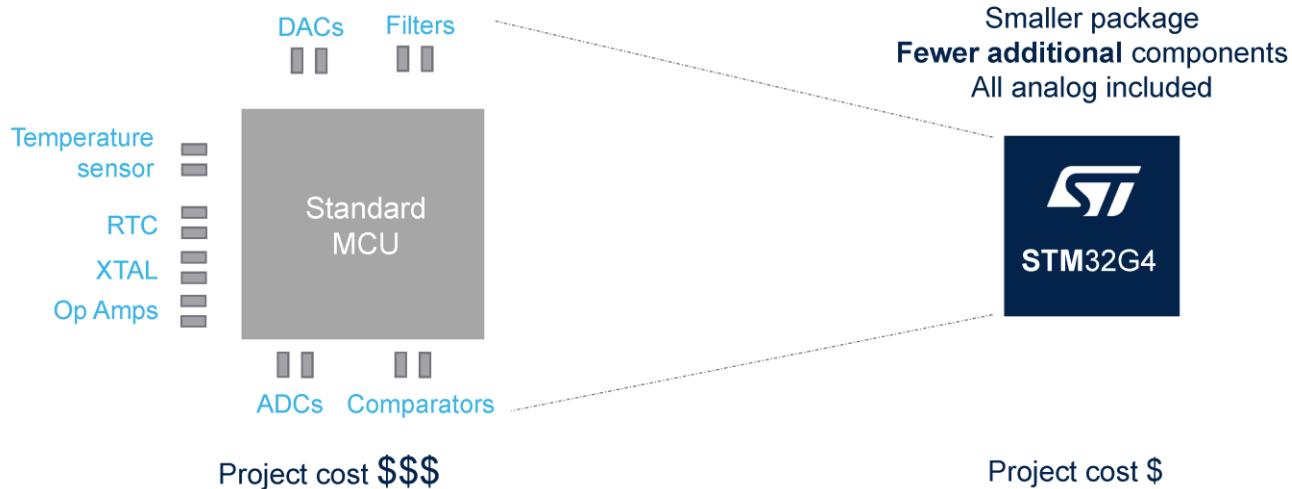 DACs
Filters
Temperature
sensor
RTC
XTAL
Op Amps
Standard
MCU
ADCs
Comparators
Project cost $$$
Smaller package
Fewer additional components
All analog included
ST
STM32G4
Project cost $